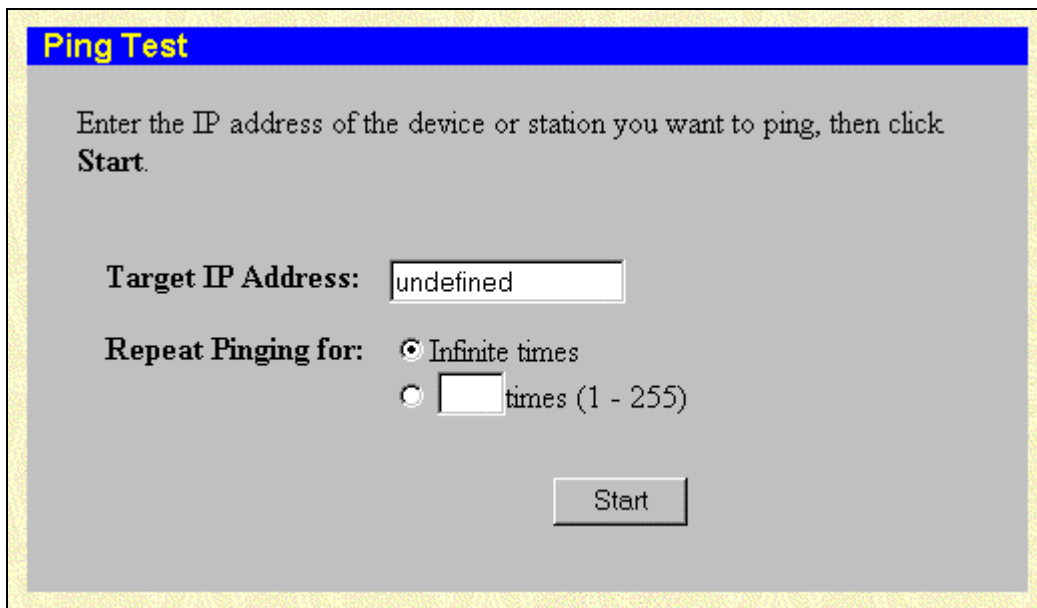 Ping Test
Enter the IP address of the device or station you want to ping, then click
Start.
Target IP Address: undefined
Repeat Pinging for: Infinite times
times (1 - 255)
Start